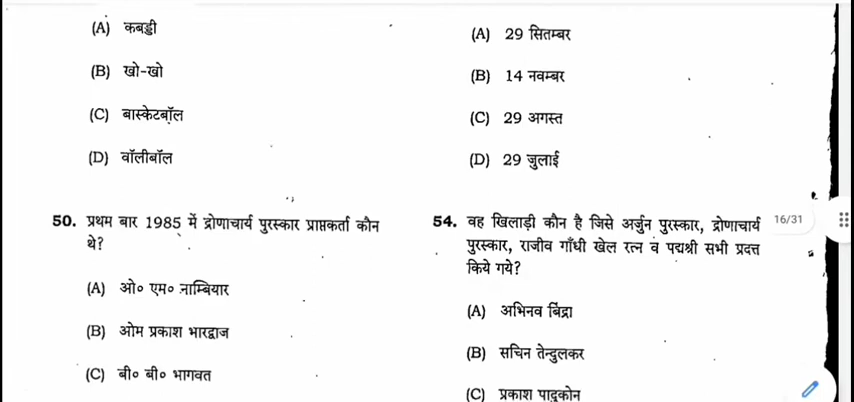 (A) कबड्डी
(B) खो-खो
(C) बास्केटबॉल
(D) वॉलीबॉल
50. प्रथम बार 1985 में द्रोणाचार्य पुरस्कार प्राप्तकर्ता कौन
थे?
(A) ओ० एम० नाम्बियार
(B) ओम प्रकाश भारद्वाज
(C) बी० बी० भागवत
(A) 29 सितम्बर
(B) 14 नवम्बर
(C) 29 अगस्त
(D) 29 जुलाई
54. वह खिलाड़ी कौन है जिसे अर्जुन पुरस्कार, द्रोणाचार्य
पुरस्कार, राजीव गाँधी खेल रत्न व पद्मश्री सभी प्रदत्त
किये गये?
(A) अभिनव बिंद्रा
(B) सचिन तेन्दुलकर
(C) प्रकाश पादुकोन
16/31